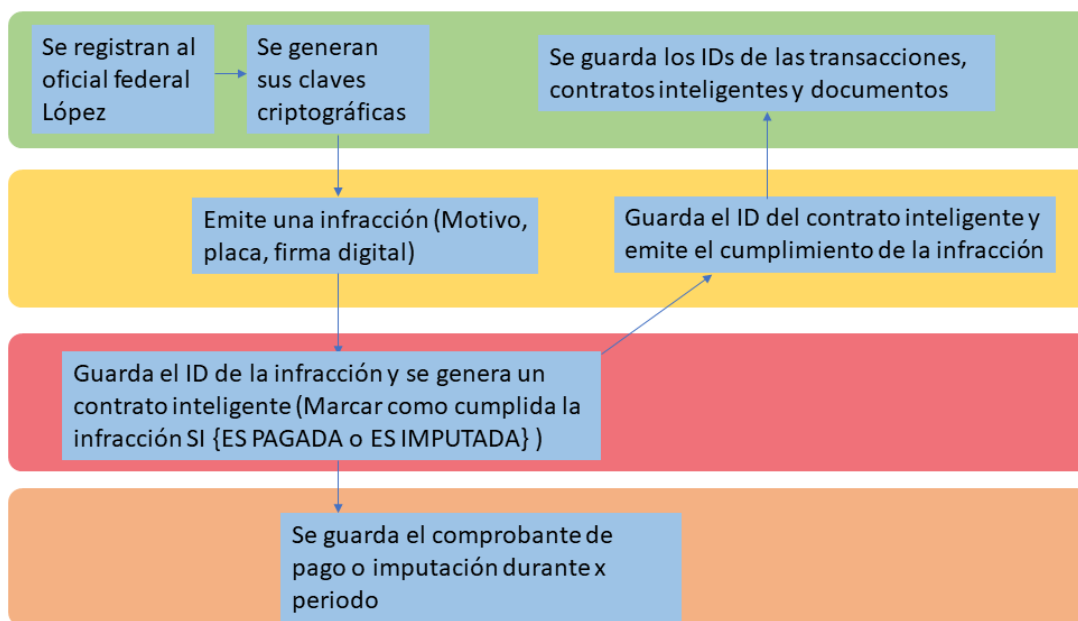 Se registran al
oficial federal
López
Se generan
sus claves
criptográficas
Se guarda los IDs de las transacciones,
contratos inteligentes y documentos
Emite una infracción (Motivo,
placa, firma digital)
Guarda el ID del contrato inteligente y
emite el cumplimiento de la infracción
Guarda el ID de la infracción y se genera un
contrato inteligente (Marcar como cumplida la
infracción SI {ES PAGADA o ES IMPUTADA} )
Se guarda el comprobante de
pago o imputación durante x
periodo